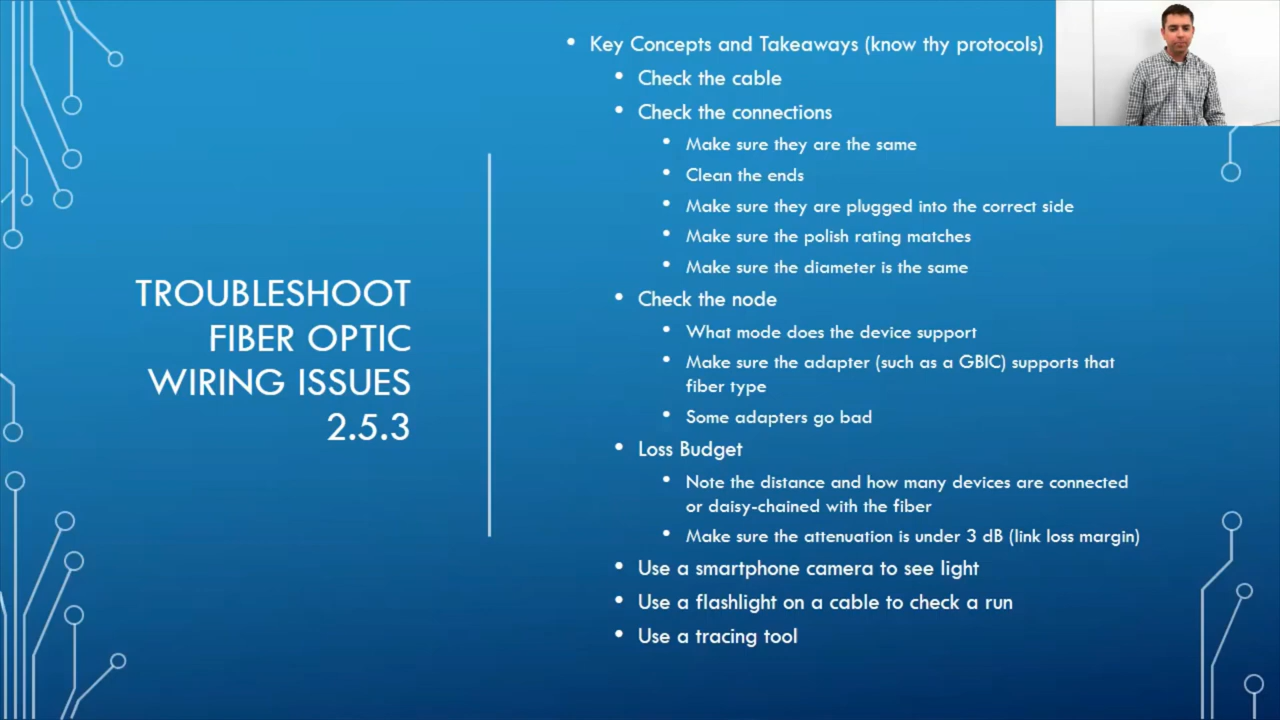 TROUBLESHOOT
FIBER OPTIC
WIRING ISSUES
2.5.3
• Key Concepts and Takeaways (know thy protocols)
• Check the cable
• Check the connections
• Make sure they are the same
• Clean the ends
• Make sure they are plugged into the correct side
• Make sure the polish rating matches
• Make sure the diameter is the same
• Check the node
• What mode does the device support
• Make sure the adapter (such as a GBIC) supports that
fiber type
• Some adapters go bad
• Loss Budget
• Note the distance and how many devices are connected
or daisy-chained with the fiber
• Make sure the attenuation is under 3 dB (link loss margin)
• Use a smartphone camera to see light
• Use a flashlight on a cable to check a run
• Use a tracing tool